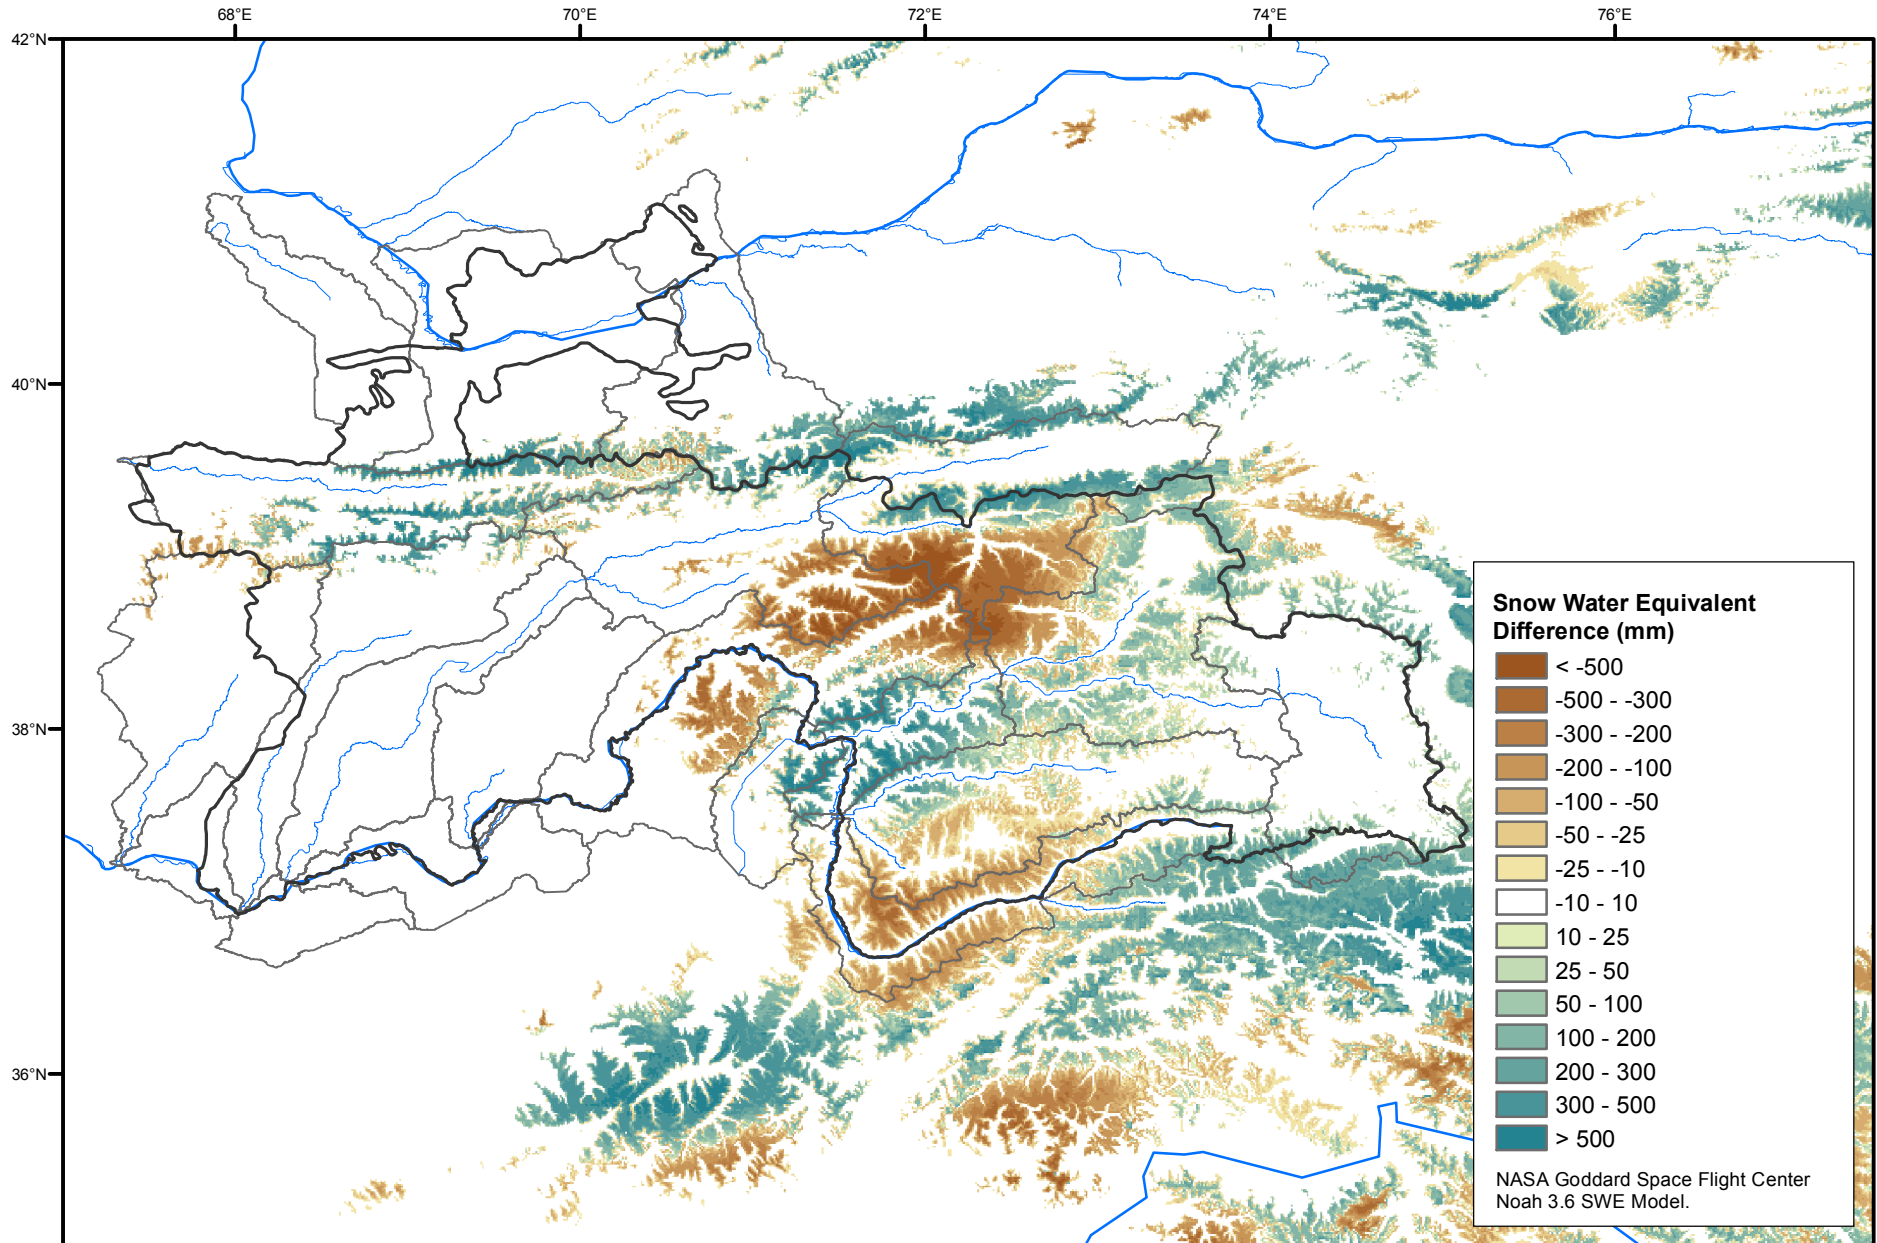 68°E
70°E
72°E
74°E
76°E
42°N
40°N
38°N
36°N
Snow Water Equivalent
Difference (mm)
< -500
-500 - -300
-300 - -200
-200 - -100
-100 - -50
-50 - -25
-25 - -10
-10 - 10
10 - 25
25 - 50
50 - 100
100 - 200
200 - 300
300 - 500
> 500
NASA Goddard Space Flight Center
Noah 3.6 SWE Model.